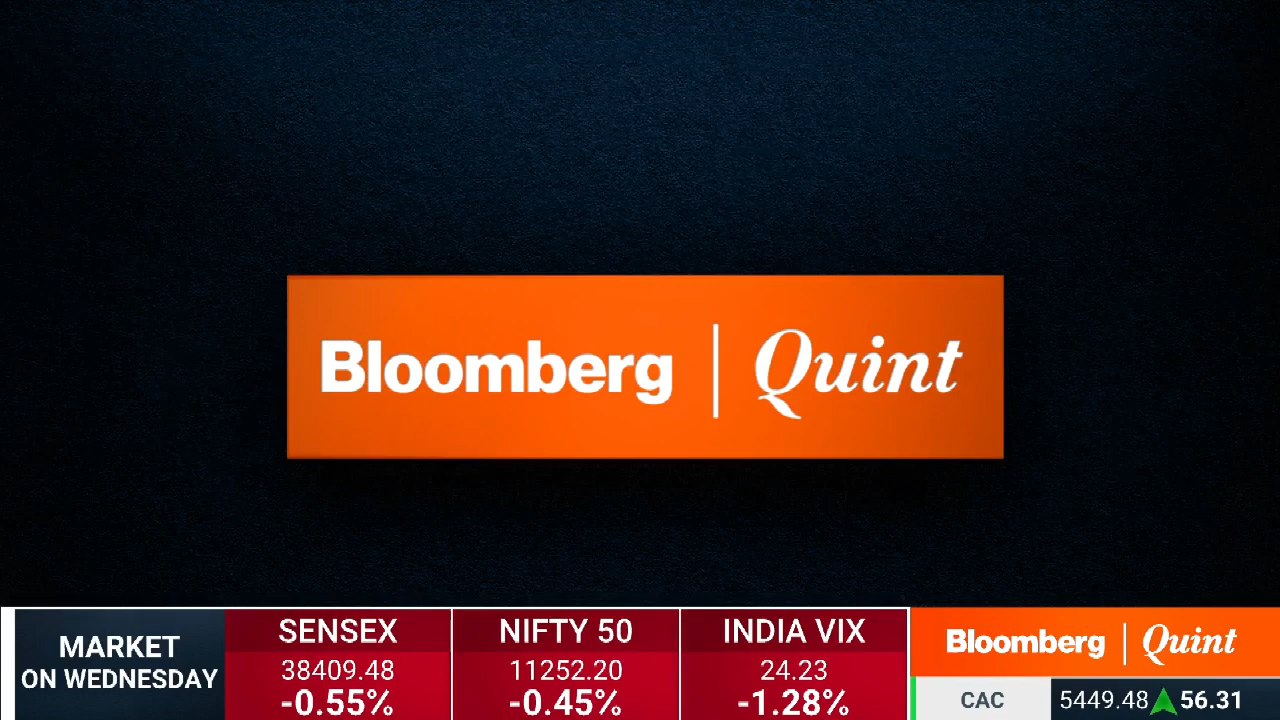 Bloomberg | Quint
MARKET
ON WEDNESDAY
SENSEX
38409.48
-0.55%
NIFTY 50
11252.20
-0.45%
INDIA VIX
24.23
-1.28%
Bloomberg | Quint
CAC
5449.48 ▲ 56.31